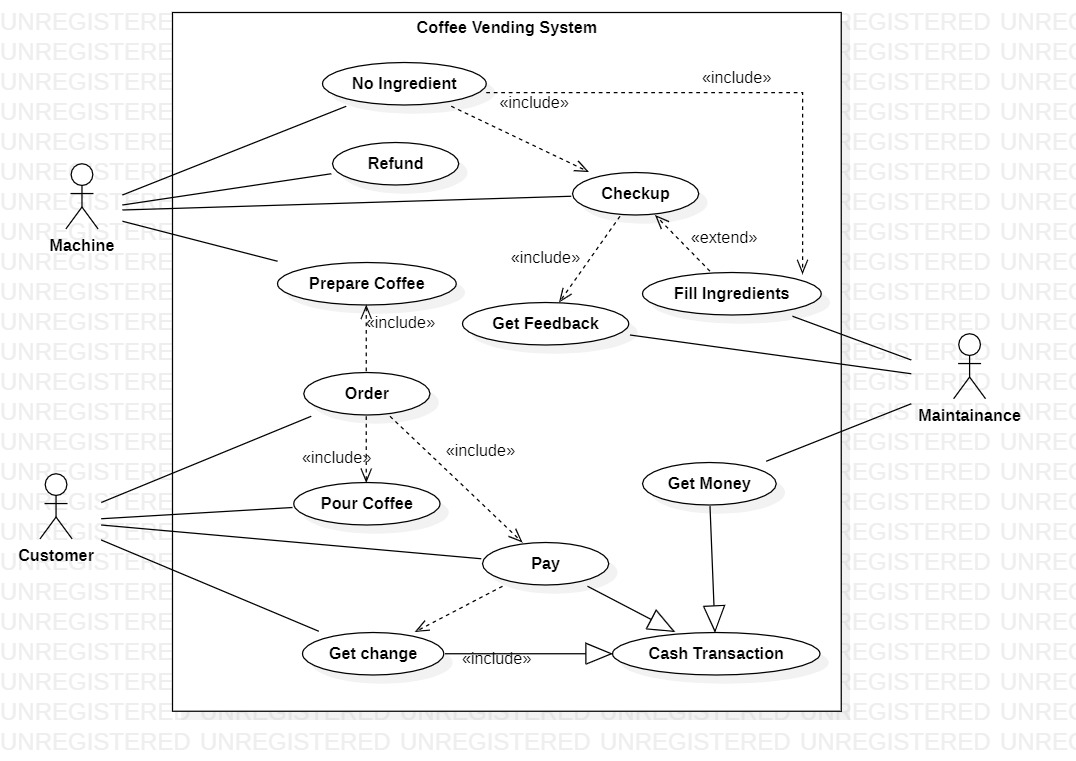 Coffee Vending System
No Ingredient
«include»
«include»
Refund
Checkup
Machine
«extend»
«include»
Prepare Coffee
Fill Ingredients
«include»
Get Feedback
Order
Maintainance
«include»
«include»
Get Money
Pour Coffee
Customer
Pay
Get change
«include»
Cash Transaction
UNREGISTERED UNREGISTERED UNREGISTERED UNREGISTERED UNREGISTERED